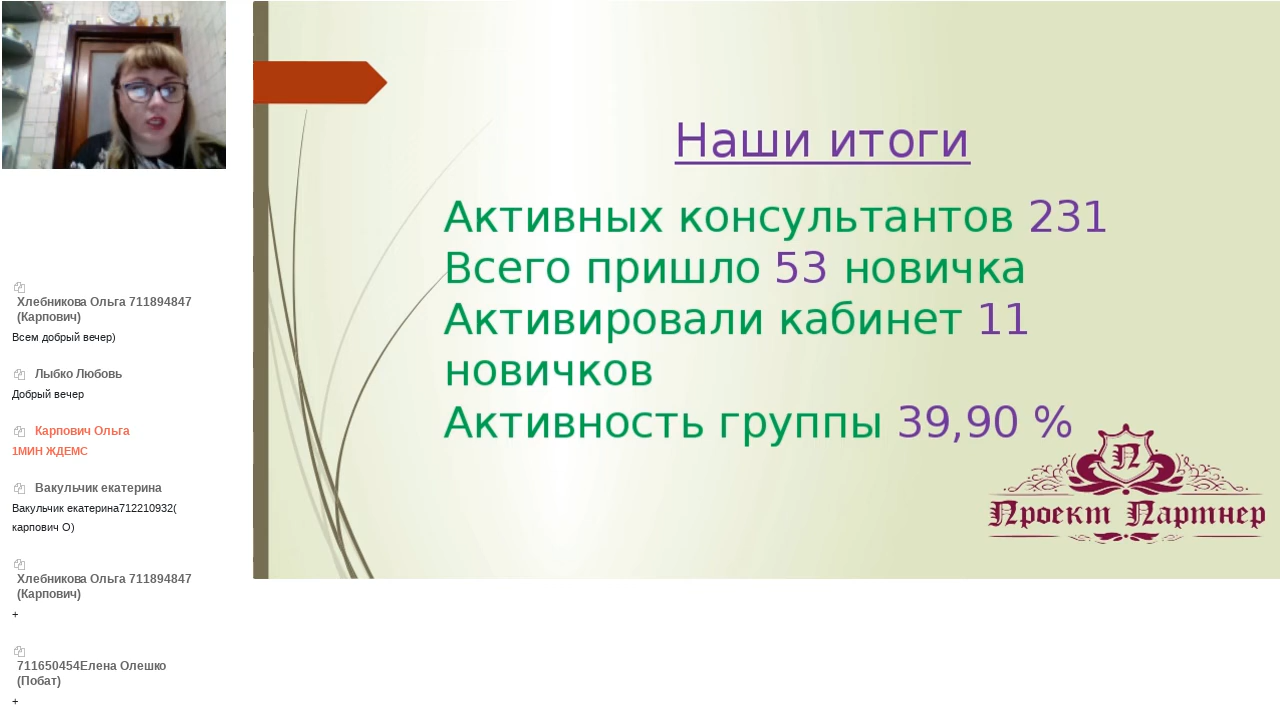 Хлебникова Ольга 711894847
(Карпович)
Всем добрый вечер)
Лыбко Любовь
Добрый вечер
Карпович Ольга
1МИН ЖДЕМС
Вакульчик екатерина
Вакульчик екатерина712210932(
карпович О)
Хлебникова Ольга 711894847
(Карпович)
+
711650454Елена Олешко
(Побат)
+
Наши итоги
Активных консультантов 231
Всего пришло 53 новичка
Активировали кабинет 11
новичков
Активность группы 39,90 %
П
Проект Партнер